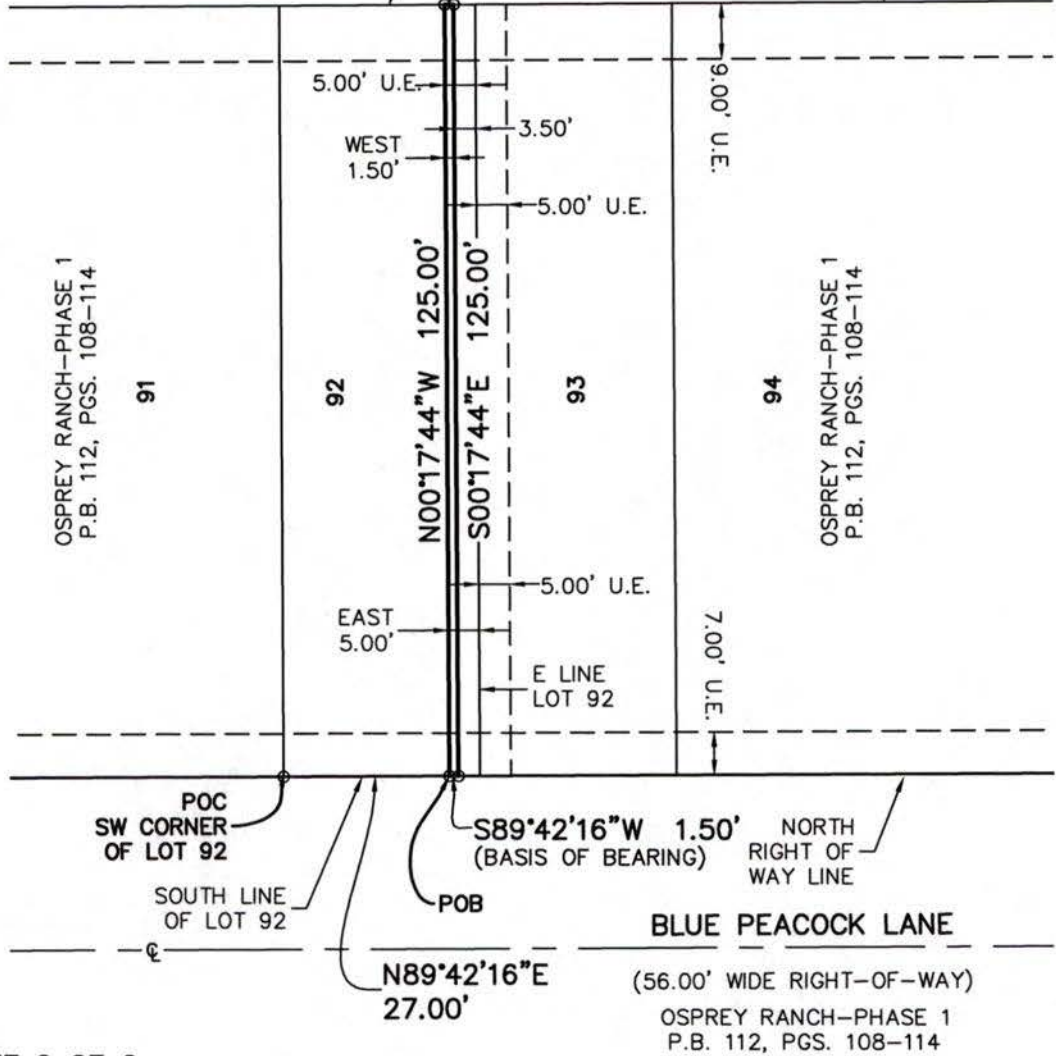 5.00' U.E.
3.50'
WEST
1.50'
5.00' U.E.
9.00' U.E.
OSPREY RANCH-PHASE 1
P.B. 112, PGS. 108-114
91
92
N00°17'44"W 125.00'
S00°17'44"E 125.00'
93
94
OSPREY RANCH-PHASE 1
P.B. 112, PGS. 108-114
5.00' U.E.
EAST
5.00'
E LINE
LOT 92
7.00' U.E.
POC
SW CORNER
OF LOT 92
S89°42'16"W 1.50'
(BASIS OF BEARING)
NORTH
RIGHT OF
WAY LINE
SOUTH LINE
OF LOT 92
POB
BLUE PEACOCK LANE
℄
N89°42'16"E
27.00'
(56.00' WIDE RIGHT-OF-WAY)
OSPREY RANCH-PHASE 1
P.B. 112, PGS. 108-114